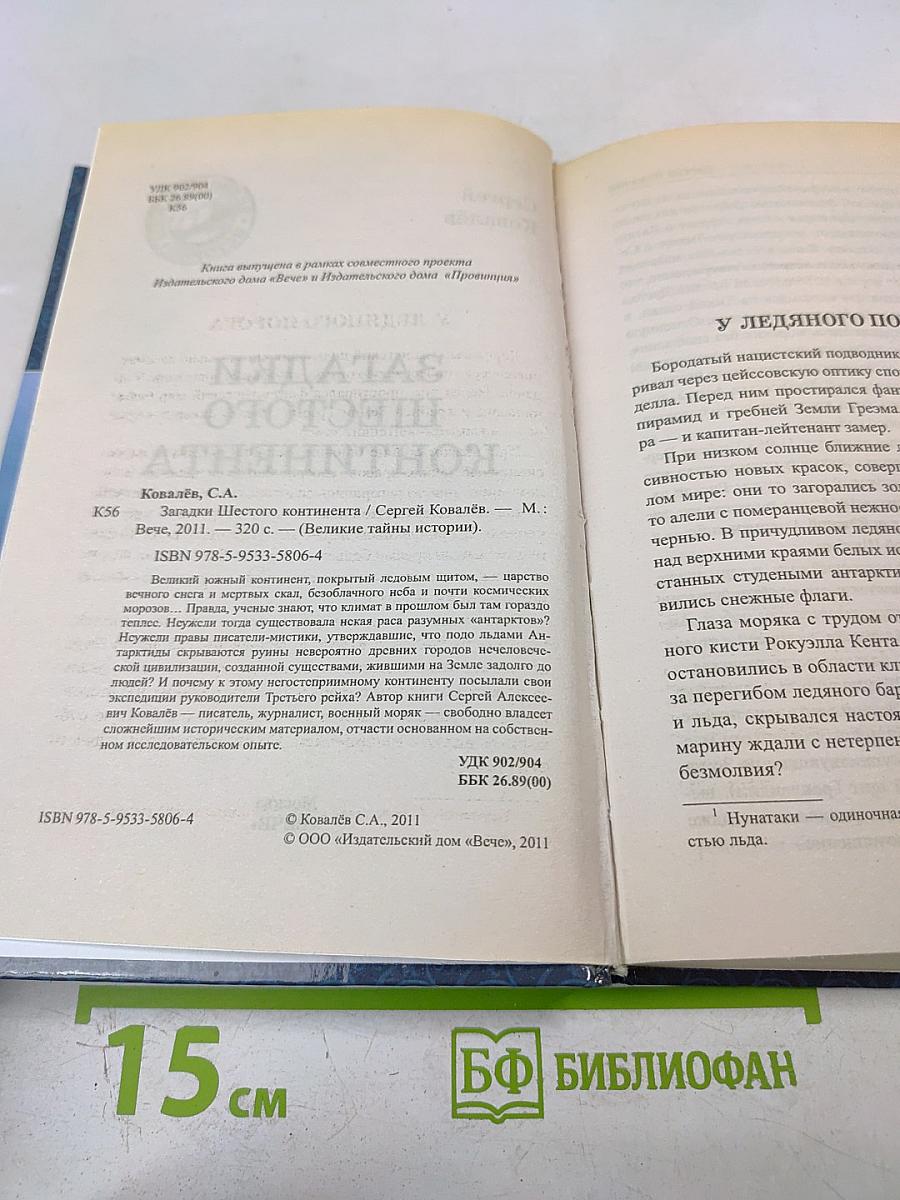 УДК 902/904
ББК 26.89(00)
К56
Книга выпущена в рамках совместного проекта
Издательского дома «Вече» и Издательского дома «Провинция»
Ковалёв, С.А.
К56 Загадки Шестого континента / Сергей Ковалёв. — М. :
Вече, 2011. — 320 с. — (Великие тайны истории).
ISBN 978-5-9533-5806-4
Великий южный континент, покрытый ледовым щитом, — царство
вечного снега и мертвых скал, безоблачного неба и почти космических
морозов... Правда, ученые знают, что климат в прошлом был там гораздо
теплее. Неужели тогда существовала некая раса разумных «антарктов»?
Неужели правы писатели-мистики, утверждавшие, что подо льдами Ан-
тарктиды скрываются руины невероятно древних городов нечеловече-
ской цивилизации, созданной существами, жившими на Земле задолго до
людей? И почему к этому негостеприимному континенту посылали свои
экспедиции руководители Третьего рейха? Автор книги Сергей Алексее-
вич Ковалёв — писатель, журналист, военный моряк — свободно владеет
сложнейшим историческим материалом, отчасти основанном на собствен-
ном исследовательском опыте.
УДК 902/904
ББК 26.89(00)
ISBN 978-5-9533-5806-4
© Ковалёв С.А., 2011
© ООО «Издательский дом «Вече», 2011
У ЛЕДЯНОГО ПО
Бородатый нацистский подводник
ривал через цейссовскую оптику спо
делла. Перед ним простирался фан
пирамид и гребней Земли Греэма
ра — и капитан-лейтенант замер.
При низком солнце ближние л
сивностью новых красок, соверш
лом мире: они то загорались зол
то алели с померанцевой нежнос
чернью. В причудливом ледяно
над верхними краями белых ис
станных студеными антаркти
вились снежные флаги.
Глаза моряка с трудом от
ного кисти Рокуэлла Кента
остановились в области кл
за перегибом ледяного бар
и льда, скрывался настоя
марину ждали с нетерпен
безмолвия?
1 Нунатаки — одиночная
стью льда.
15 см
БФ БИБЛИОФАН